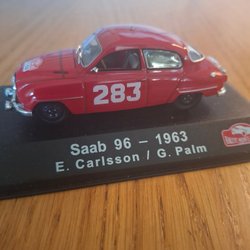 283
Saab 96 – 1963
E. Carlsson / G. Palm